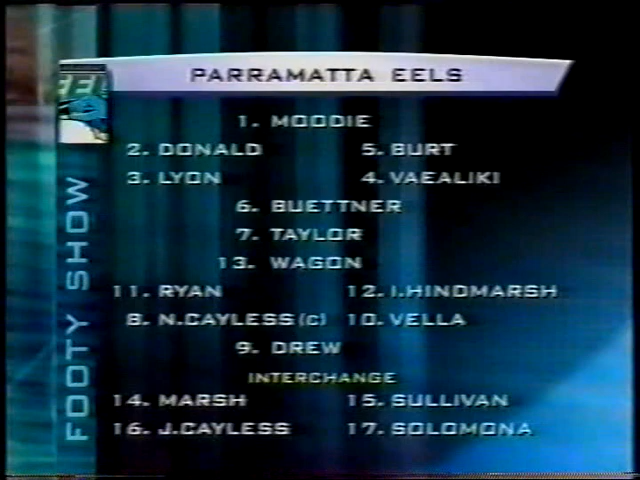 PARRAMATTA EELS
1. MOODIE
2. DONALD 5. BURT
3. LYON 4. VAEALIKI
6. BUETTNER
7. TAYLOR
13. WAGON
11. RYAN 12. I.HINDMARSH
8. N.CAYLESS (c) 10. VELLA
9. DREW
INTERCHANGE
14. MARSH 15. SULLIVAN
16. J.CAYLESS 17. SOLOMONA
FOOTY SHOW